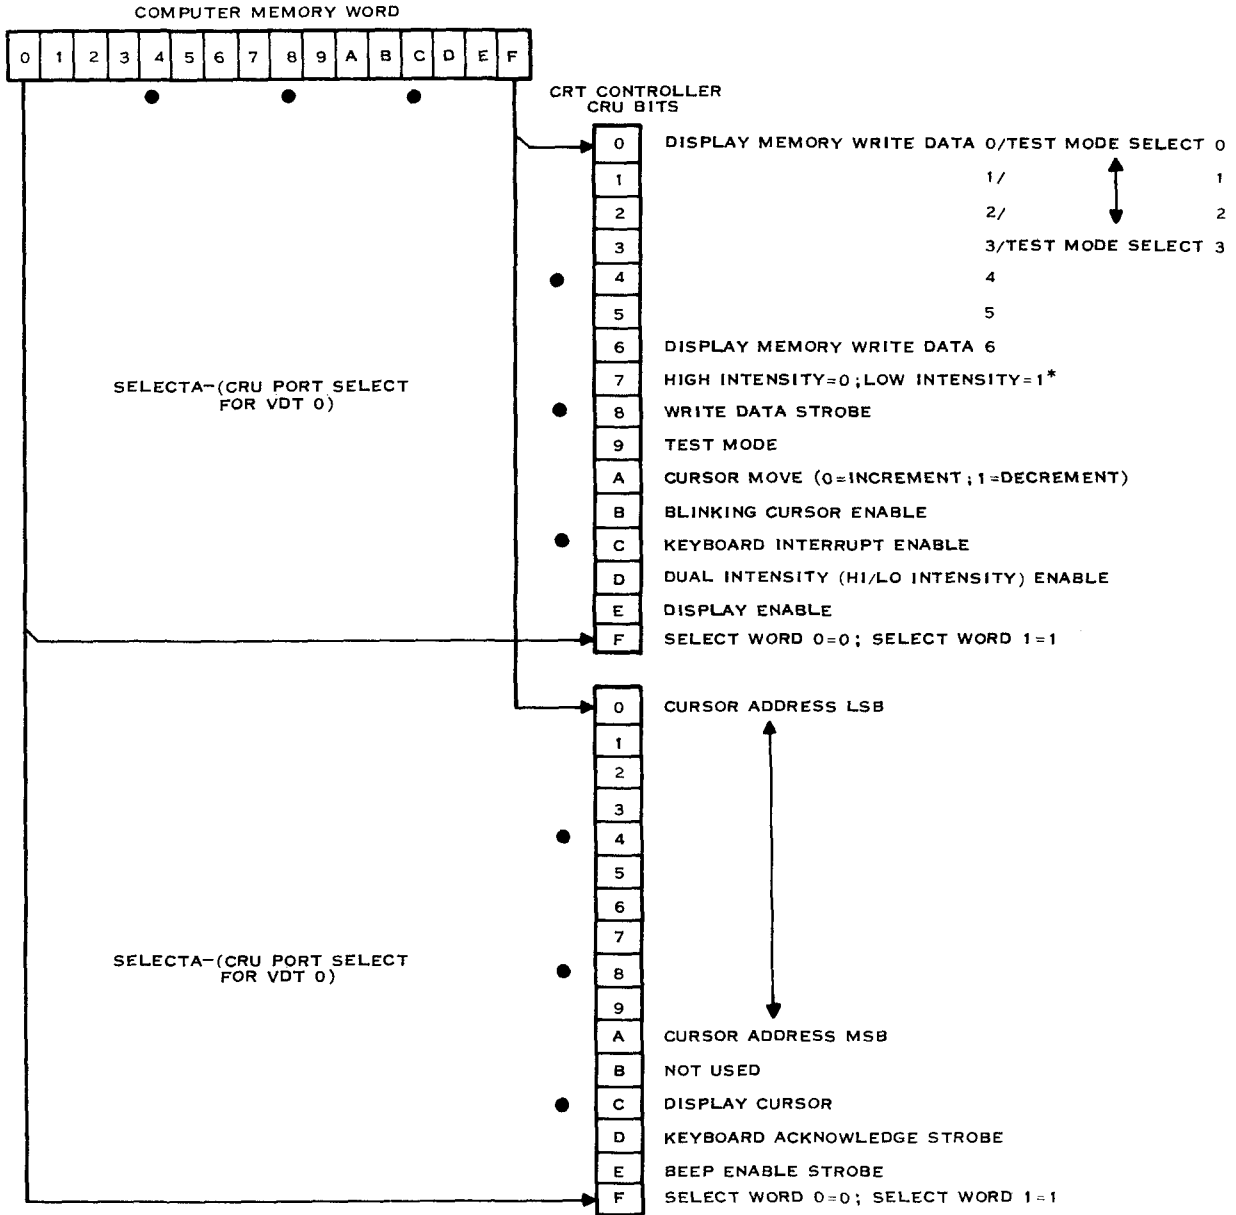 COMPUTER MEMORY WORD
0 1 2 3 4 5 6 7 8 9 A B C D E F
CRT CONTROLLER
CRU BITS
0 DISPLAY MEMORY WRITE DATA 0/TEST MODE SELECT 0
1 1/ 1
2 2/ 2
3 3/TEST MODE SELECT 3
4 4
5 5
6 DISPLAY MEMORY WRITE DATA 6
7 HIGH INTENSITY=0; LOW INTENSITY=1*
SELECTA-(CRU PORT SELECT
FOR VDT 0)
8 WRITE DATA STROBE
9 TEST MODE
A CURSOR MOVE (0=INCREMENT; 1=DECREMENT)
B BLINKING CURSOR ENABLE
C KEYBOARD INTERRUPT ENABLE
D DUAL INTENSITY (HI/LO INTENSITY) ENABLE
E DISPLAY ENABLE
F SELECT WORD 0=0; SELECT WORD 1=1
0 CURSOR ADDRESS LSB
1
2
3
4
5
6
7
SELECTA-(CRU PORT SELECT
FOR VDT 0)
8
9
A CURSOR ADDRESS MSB
B NOT USED
C DISPLAY CURSOR
D KEYBOARD ACKNOWLEDGE STROBE
E BEEP ENABLE STROBE
F SELECT WORD 0=0; SELECT WORD 1=1